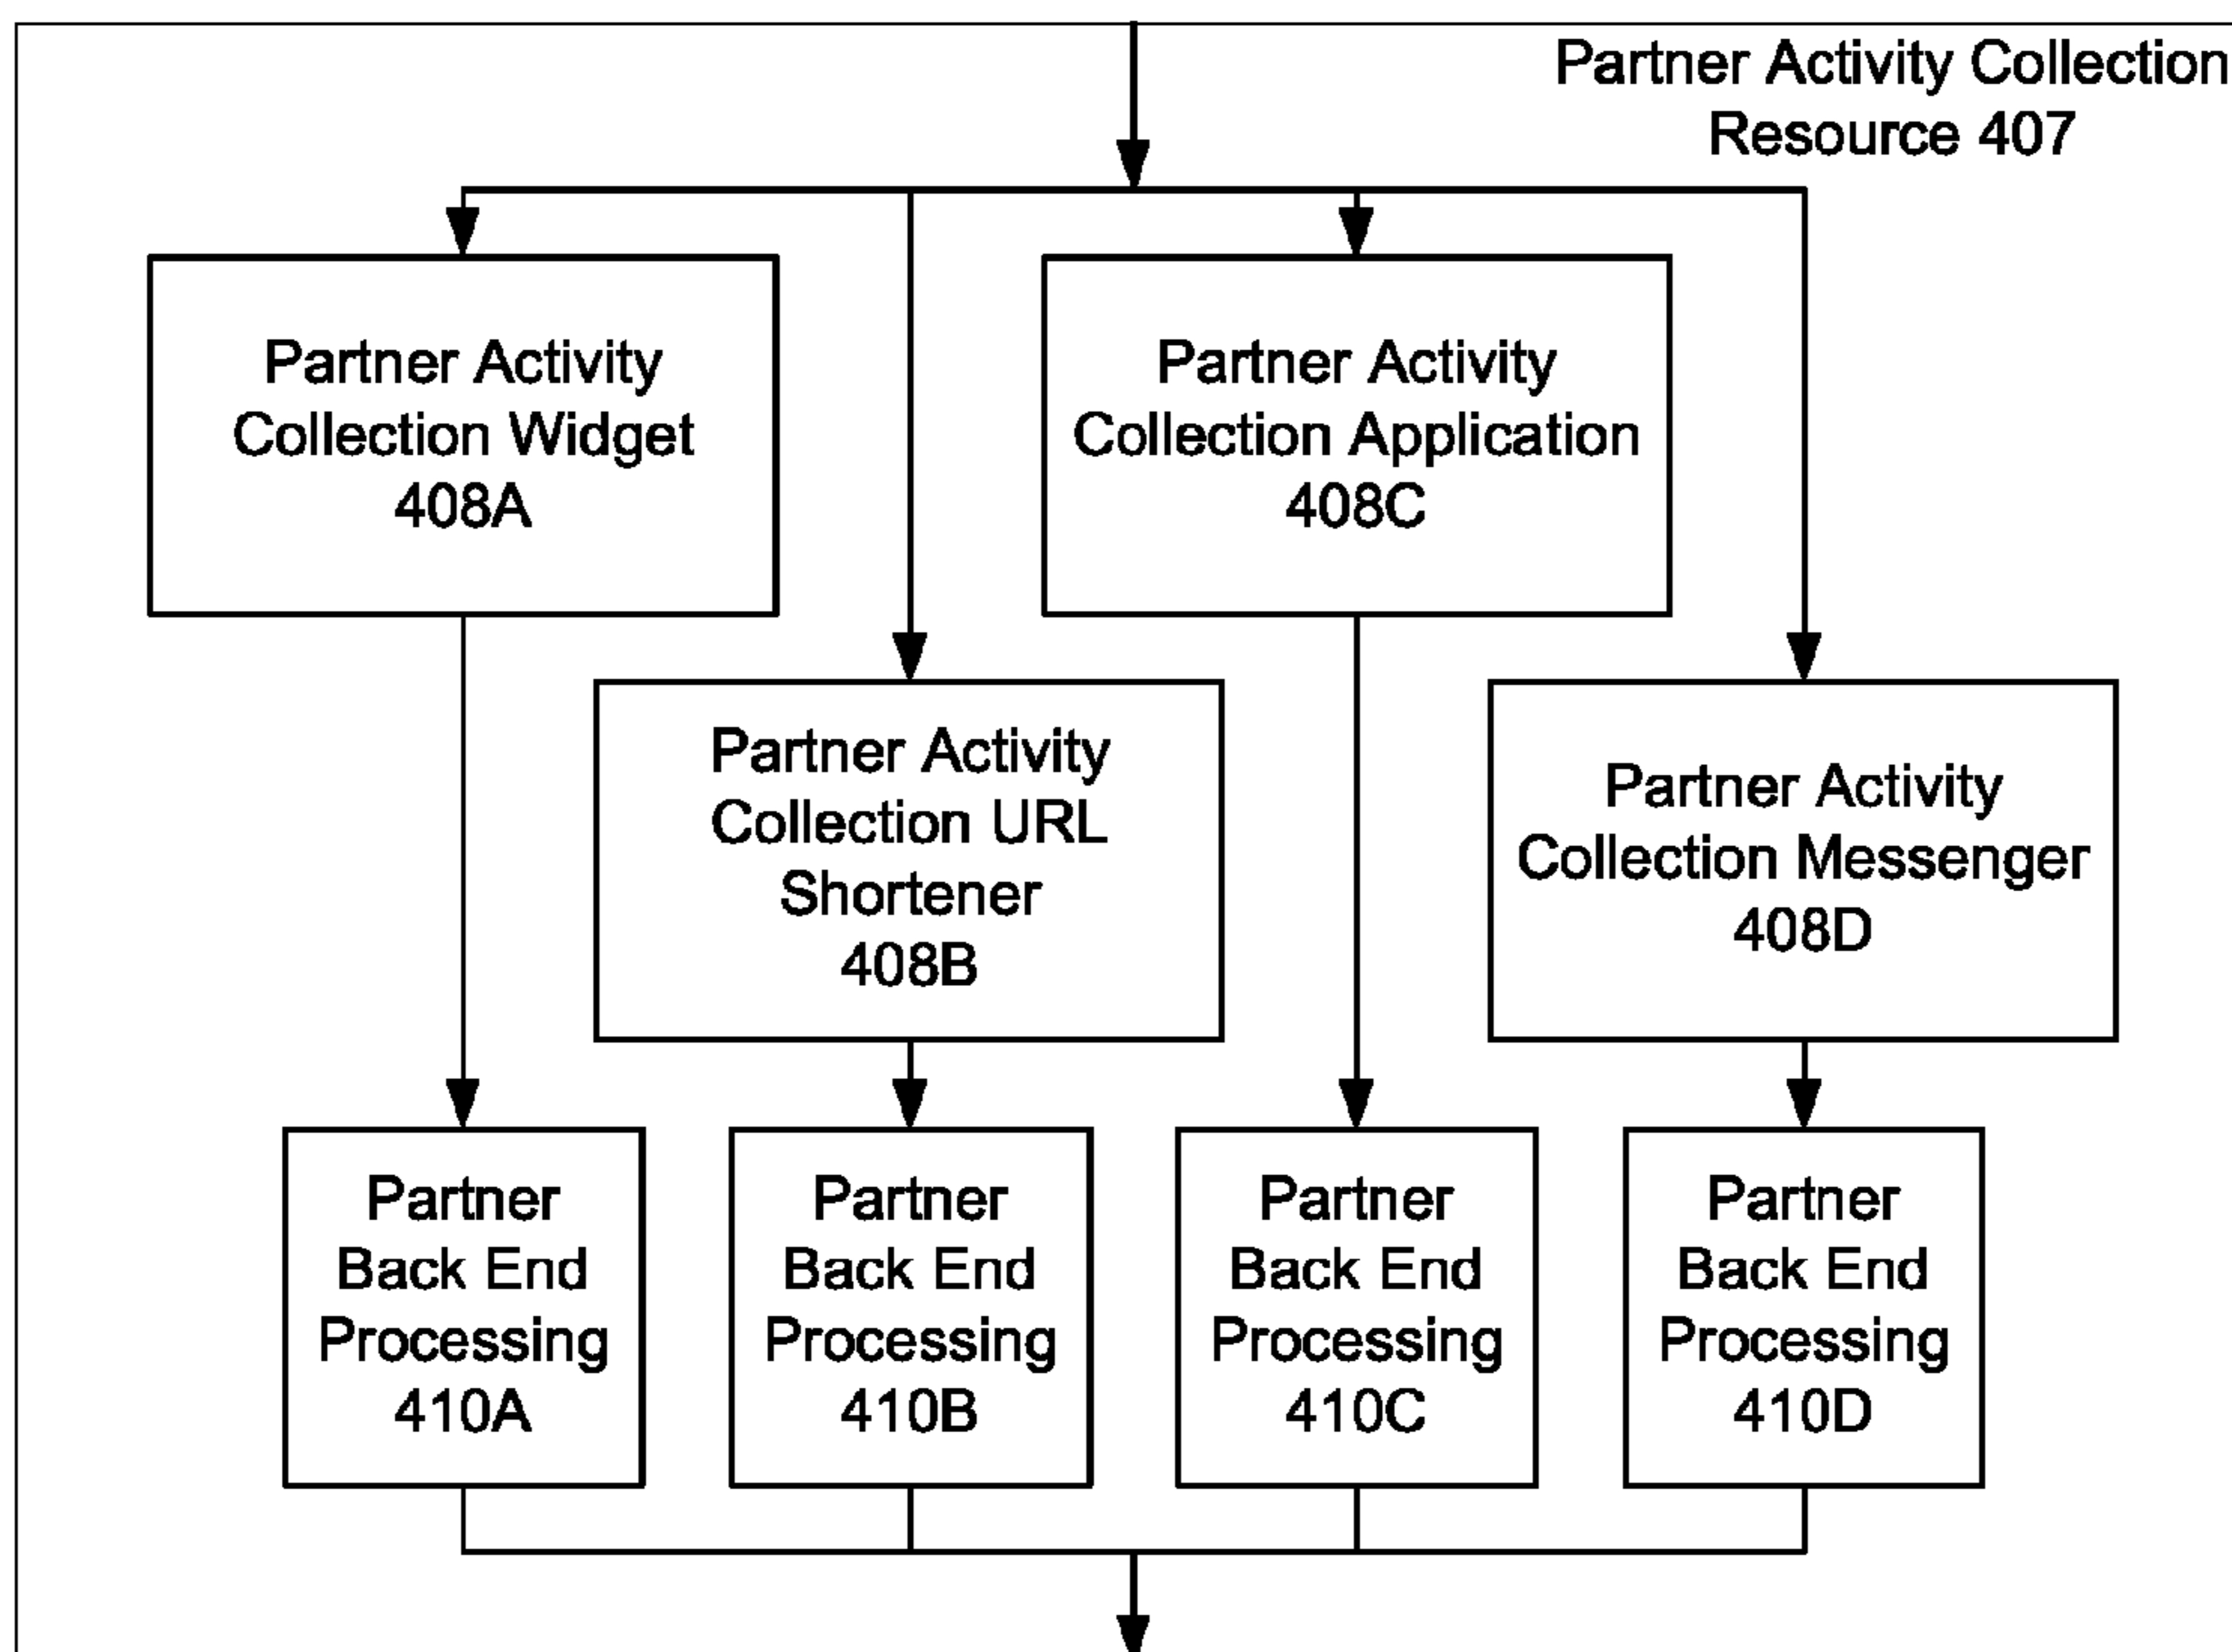 Partner Activity Collection
Resource 407
Partner Activity
Collection Widget
408A
Partner Activity
Collection Application
408C
Partner Activity
Collection URL
Shortener
408B
Partner Activity
Collection Messenger
408D
Partner
Back End
Processing
410A
Partner
Back End
Processing
410B
Partner
Back End
Processing
410C
Partner
Back End
Processing
410D